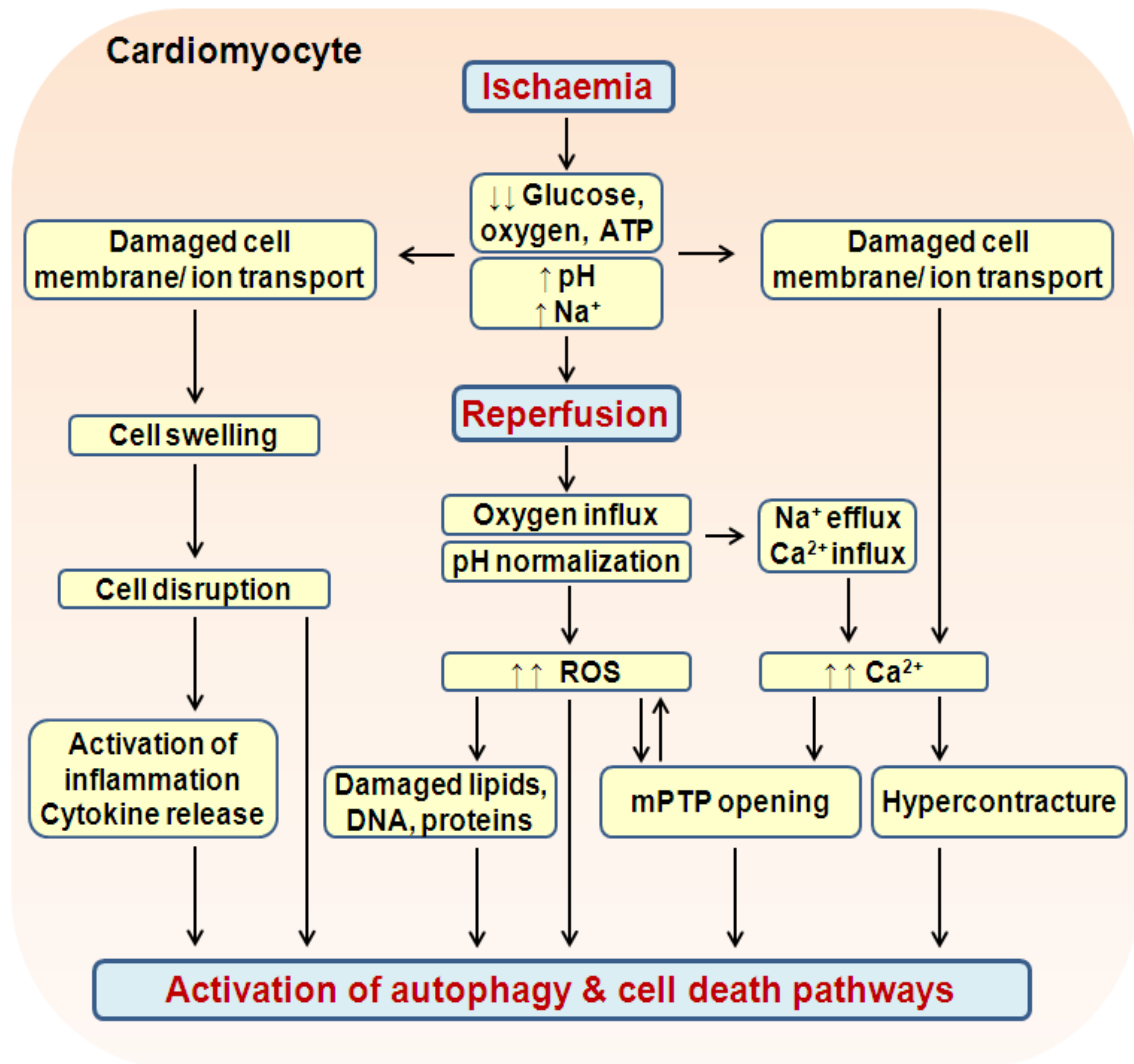 Cardiomyocyte
Ischaemia
↓↓ Glucose,
oxygen, ATP
↑ pH
↑ Na⁺
Damaged cell
membrane/ ion transport
Damaged cell
membrane/ ion transport
Reperfusion
Cell swelling
Oxygen influx
pH normalization
Na⁺ efflux
Ca²⁺ influx
Cell disruption
↑↑ ROS
↑↑ Ca²⁺
Activation of
inflammation
Cytokine release
Damaged lipids,
DNA, proteins
mPTP opening
Hypercontracture
Activation of autophagy & cell death pathways